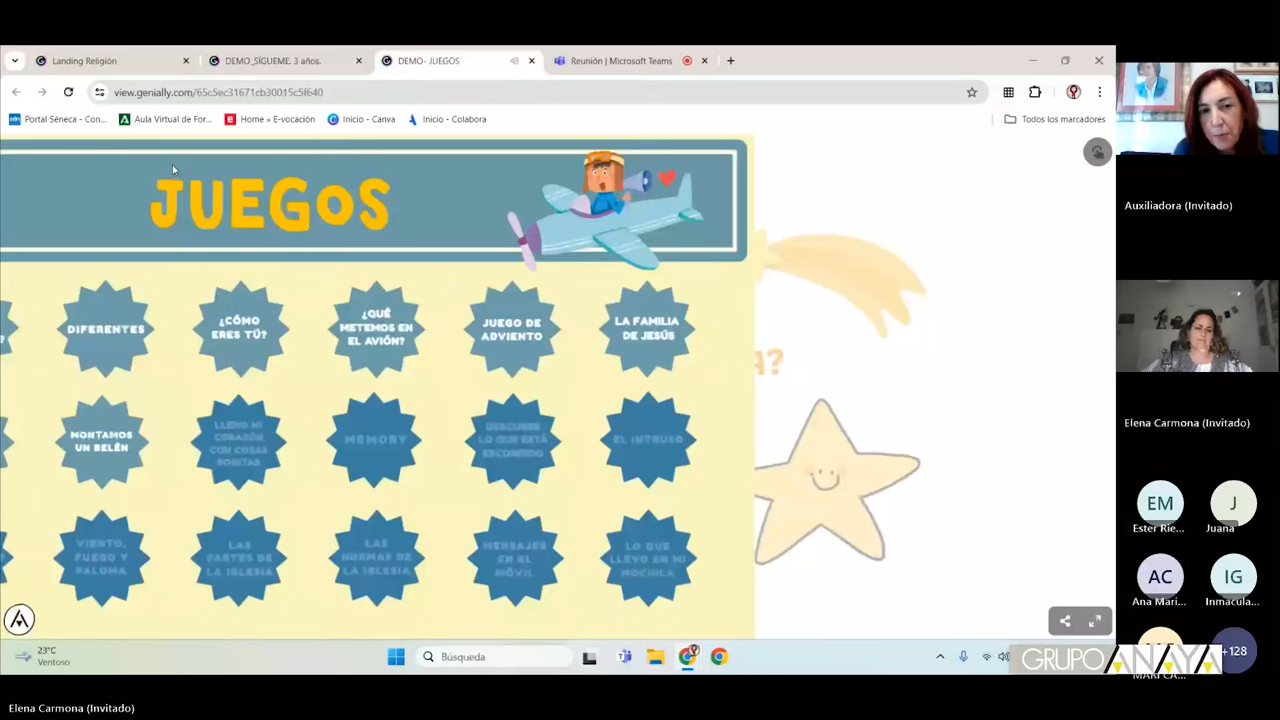 Landing Religión
DEMO_SÍGUEME. 3 años.
DEMO- JUEGOS
Reunión | Microsoft Teams
view.genially.com/65c5ec31671cb30015c5f640
Portal Séneca - Con...
Aula Virtual de For...
Home » E-vocación
Inicio - Canva
Inicio - Colabora
Todos los marcadores
JUEGOS
DIFERENTES
¿CÓMO
ERES TÚ?
¿QUÉ
METEMOS EN
EL AVIÓN?
JUEGO DE
ADVIENTO
LA FAMILIA
DE JESÚS
?
A?
MONTAMOS
UN BELÉN
LLENO MI
CORAZÓN
CON COSAS
BONITAS
MEMORY
DESCUBRE
LO QUE ESTÁ
ESCONDIDO
EL INTRUSO
?
VIENTO,
FUEGO Y
PALOMA
LAS
PARTES DE
LA IGLESIA
LAS
NORMAS DE
LA IGLESIA
MENSAJES
EN EL
MÓVIL
LO QUE
LLEVO EN MI
MOCHILA
23°C
Ventoso
Búsqueda
Auxiliadora (Invitado)
Elena Carmona (Invitado)
EM
Ester Rie...
J
Juana
AC
Ana Mari...
IG
Inmacula...
+128
GRUPO ANAYA
Elena Carmona (Invitado)